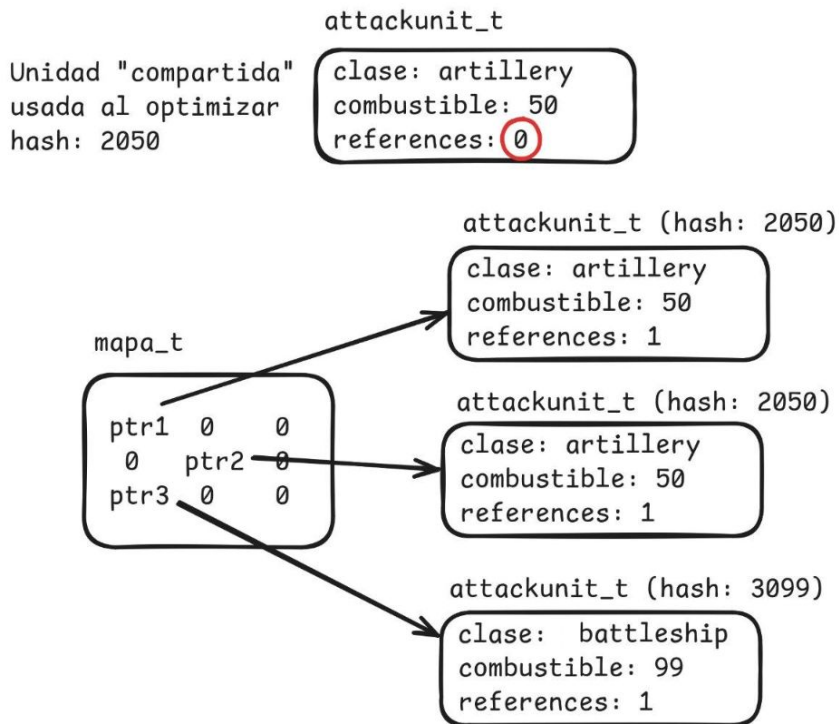 attackunit_t
Unidad "compartida"
usada al optimizar
hash: 2050
clase: artillery
combustible: 50
references: 0
attackunit_t (hash: 2050)
clase: artillery
combustible: 50
references: 1
mapa_t
ptr1 0 0
0 ptr2 0
ptr3 0 0
attackunit_t (hash: 2050)
clase: artillery
combustible: 50
references: 1
attackunit_t (hash: 3099)
clase: battleship
combustible: 99
references: 1